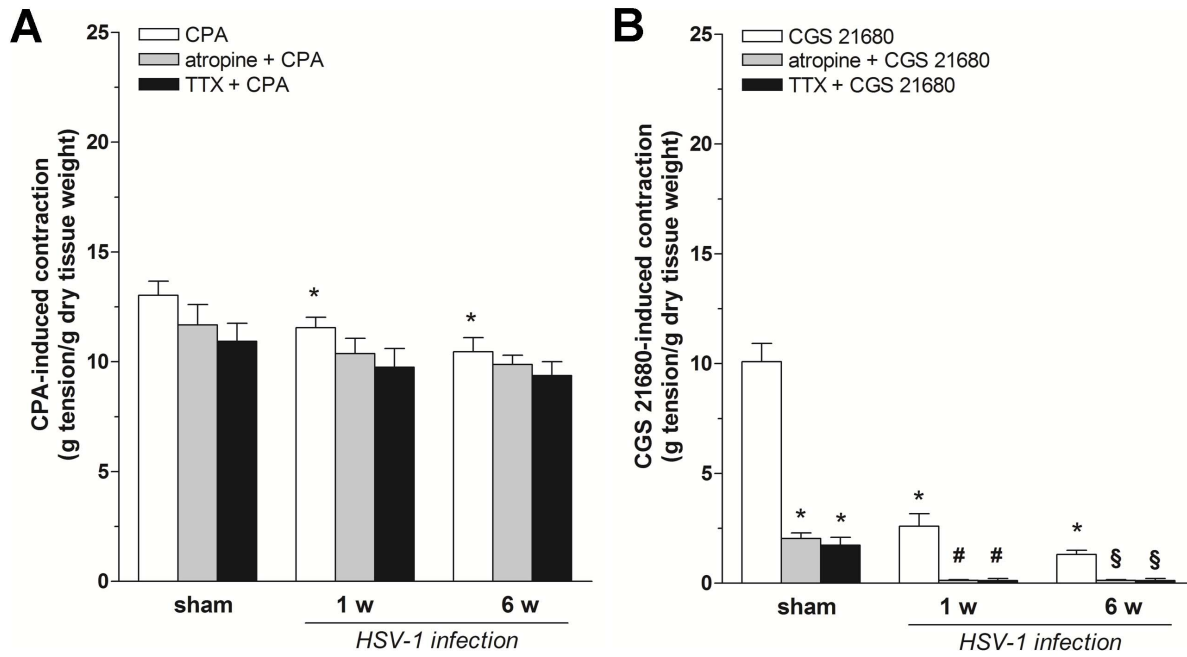 A
25
20
15
10
5
0
CPA-induced contraction
(g tension/g dry tissue weight)
CPA
atropine + CPA
TTX + CPA
*
*
sham
1 w
6 w
HSV-1 infection
B
25
20
15
10
5
0
CGS 21680-induced contraction
(g tension/g dry tissue weight)
CGS 21680
atropine + CGS 21680
TTX + CGS 21680
* *
*
# #
*
§ §
sham
1 w
6 w
HSV-1 infection